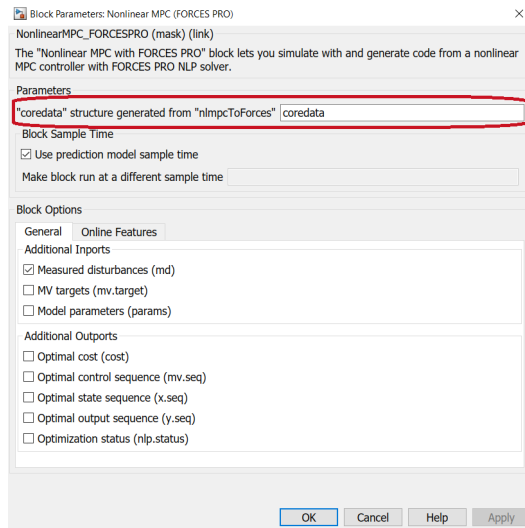 Block Parameters: Nonlinear MPC (FORCES PRO)
NonlinearMPC_FORCESPRO (mask) (link)
The "Nonlinear MPC with FORCES PRO" block lets you simulate with and generate code from a nonlinear
MPC controller with FORCES PRO NLP solver.
Parameters
"coredata" structure generated from "nlmpcToForces" coredata
Block Sample Time
Use prediction model sample time
Make block run at a different sample time
Block Options
General Online Features
Additional Inports
Measured disturbances (md)
MV targets (mv.target)
Model parameters (params)
Additional Outports
Optimal cost (cost)
Optimal control sequence (mv.seq)
Optimal state sequence (x.seq)
Optimal output sequence (y.seq)
Optimization status (nlp.status)
OK Cancel Help Apply